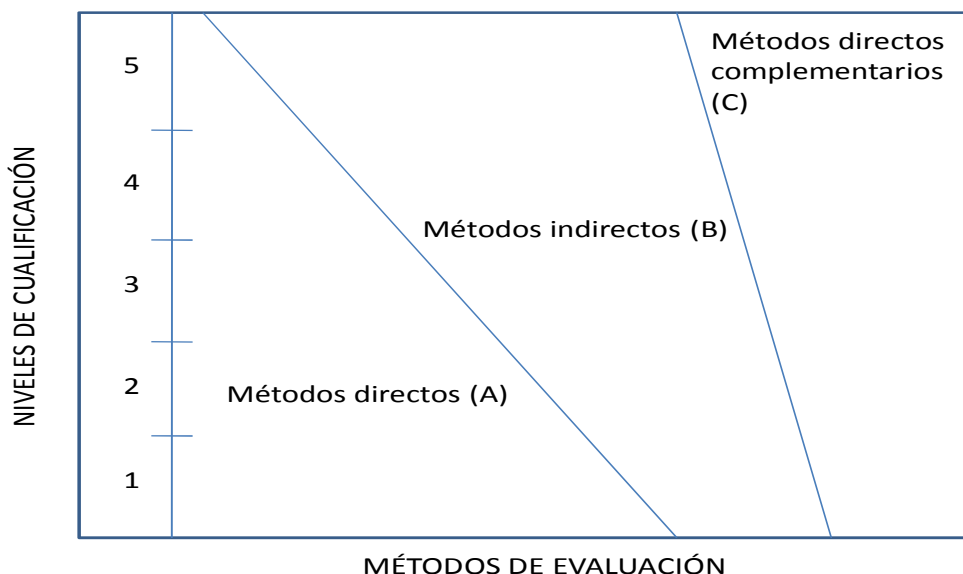 Métodos directos
complementarios
(C)
5
4
Métodos indirectos (B)
3
Métodos directos (A)
2
1
NIVELES DE CUALIFICACIÓN
MÉTODOS DE EVALUACIÓN